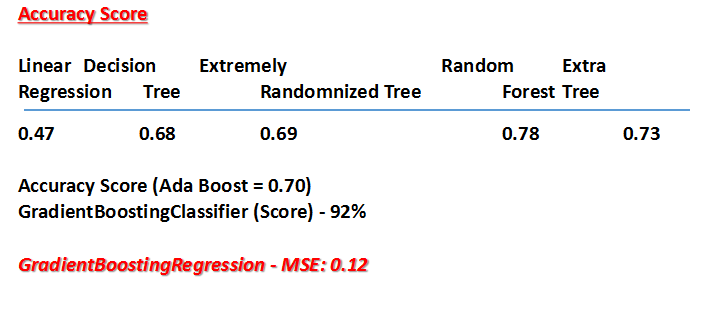 Accuracy Score
Linear Decision Extremely Random Extra
Regression Tree Randomnized Tree Forest Tree
0.47 0.68 0.69 0.78 0.73
Accuracy Score (Ada Boost = 0.70)
GradientBoostingClassifier (Score) - 92%
GradientBoostingRegression - MSE: 0.12